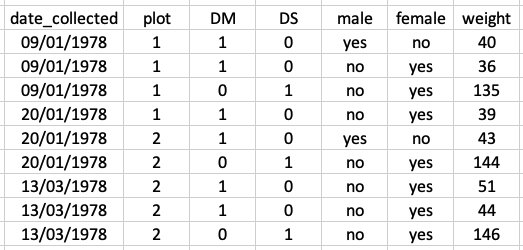 date_collected plot DM DS male female weight
09/01/1978 1 1 0 yes no 40
09/01/1978 1 1 0 no yes 36
09/01/1978 1 0 1 no yes 135
20/01/1978 1 1 0 no yes 39
20/01/1978 2 1 0 yes no 43
20/01/1978 2 0 1 no yes 144
13/03/1978 2 1 0 no yes 51
13/03/1978 2 1 0 no yes 44
13/03/1978 2 0 1 no yes 146